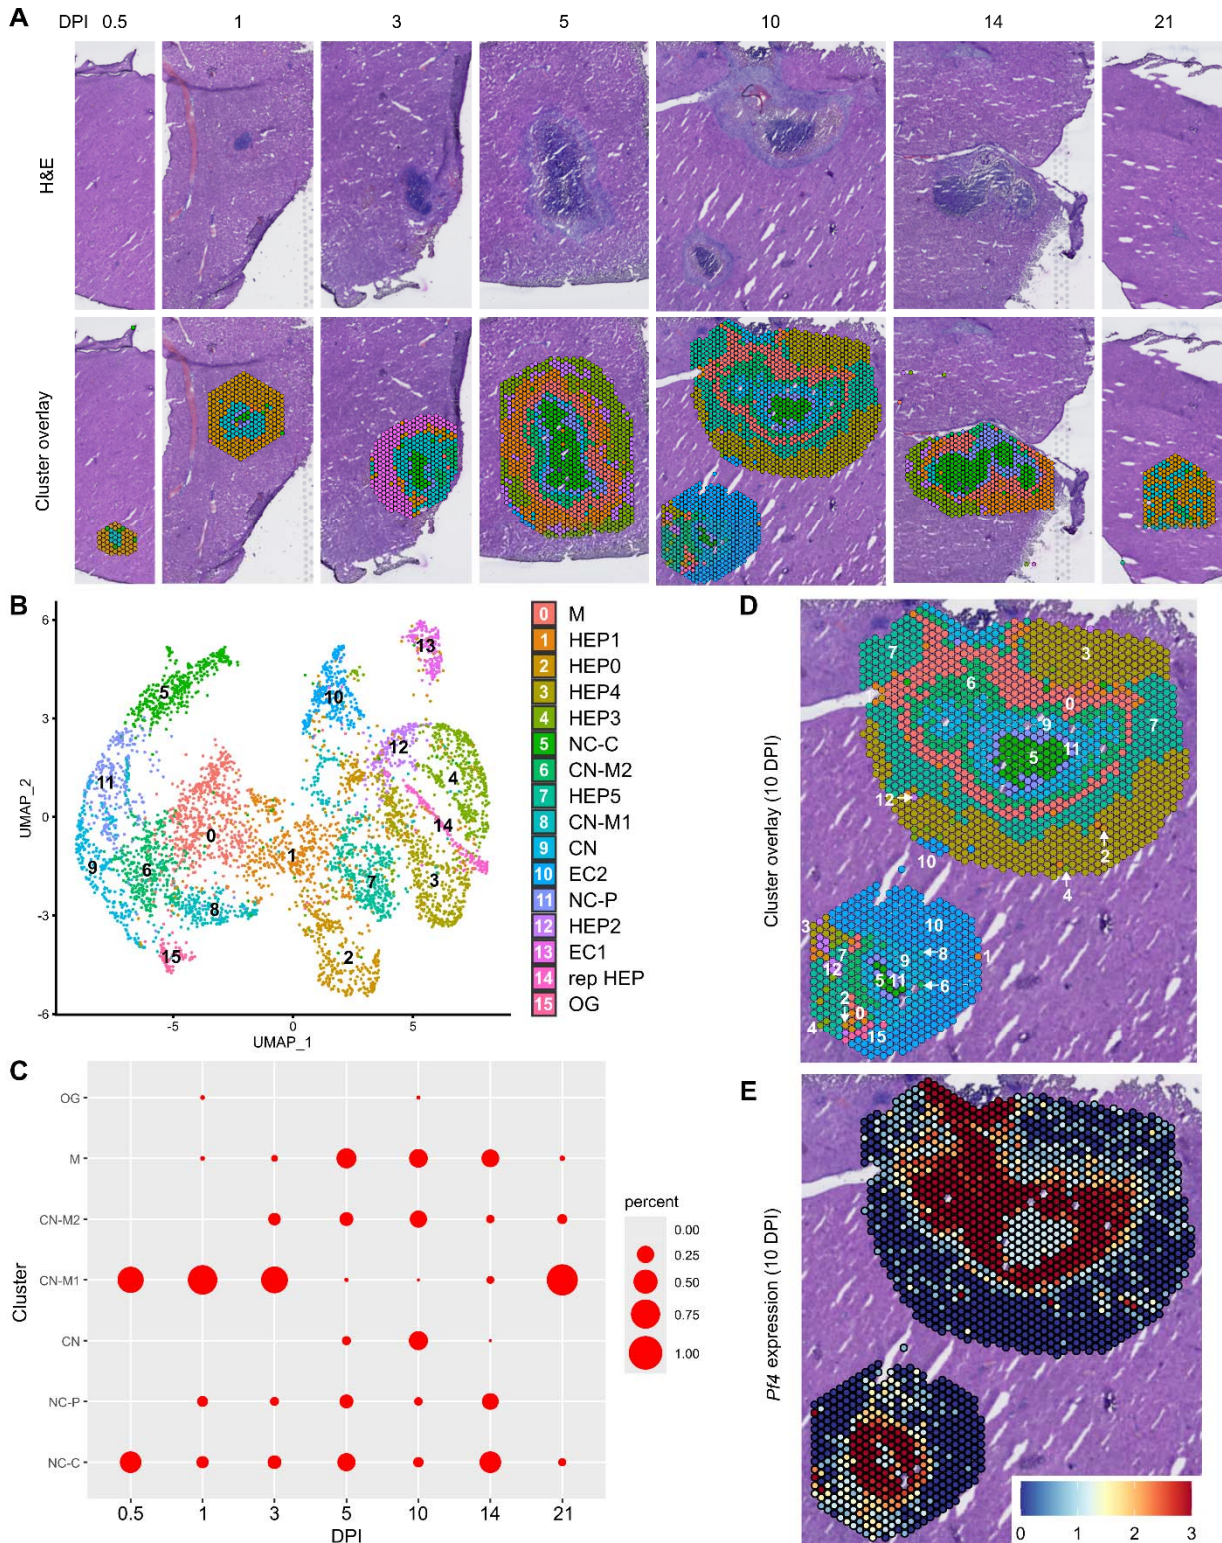 A
DPI 0.5 1 3 5 10 14 21
H&E
Cluster overlay
B
6
3
0
-3
-6
-5 0 5
UMAP_2
UMAP_1
5
13
10
12
4
11
0
14
1
9
6
7
3
8
2
15
0 M
1 HEP1
2 HEP0
3 HEP4
4 HEP3
5 NC-C
6 CN-M2
7 HEP5
8 CN-M1
9 CN
10 EC2
11 NC-P
12 HEP2
13 EC1
14 rep HEP
15 OG
C
OG
M
CN-M2
CN-M1
CN
NC-P
NC-C
Cluster
0.5 1 3 5 10 14 21
DPI
percent
0.00
0.25
0.50
0.75
1.00
D
Cluster overlay (10 DPI)
7
3
6
0
9
7
11
5
12
2
10
4
3
10
7
9
8
1
12
5 11
6
2
0
4
15
E
Pf4 expression (10 DPI)
0 1 2 3